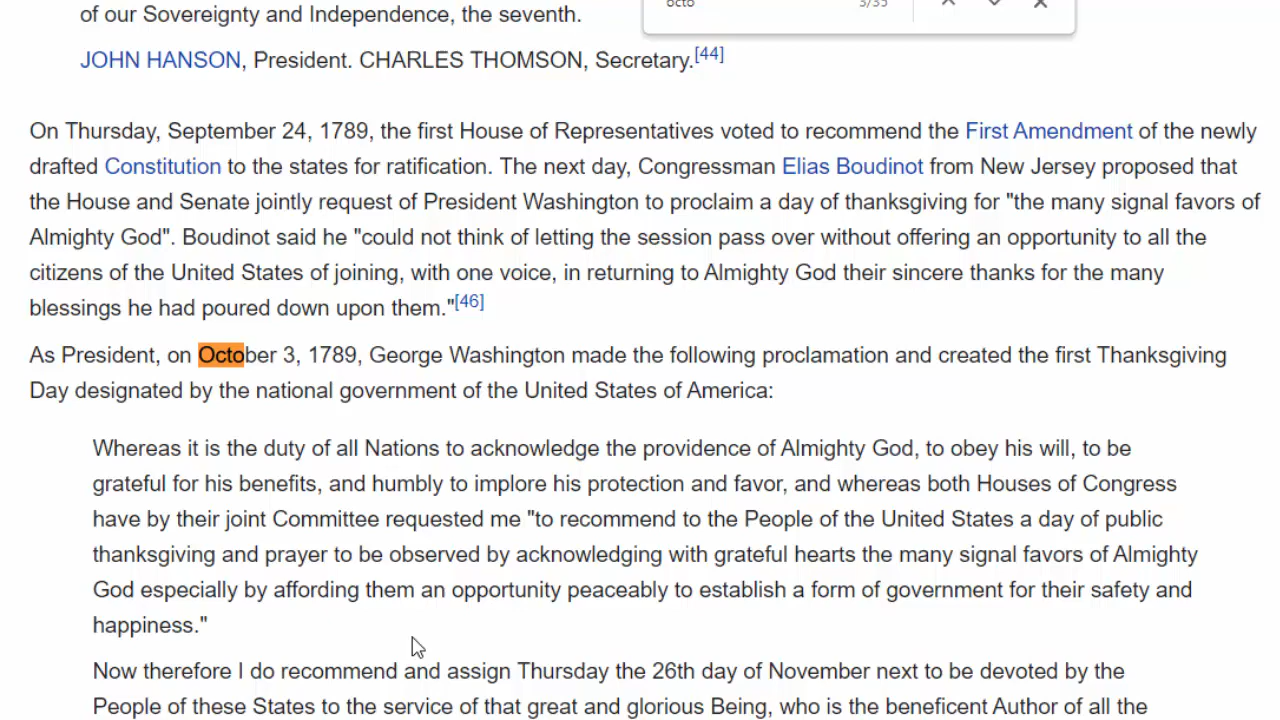 of our Sovereignty and Independence, the seventh.
octo 3/35
JOHN HANSON, President. CHARLES THOMSON, Secretary.[44]
On Thursday, September 24, 1789, the first House of Representatives voted to recommend the First Amendment of the newly
drafted Constitution to the states for ratification. The next day, Congressman Elias Boudinot from New Jersey proposed that
the House and Senate jointly request of President Washington to proclaim a day of thanksgiving for "the many signal favors of
Almighty God". Boudinot said he "could not think of letting the session pass over without offering an opportunity to all the
citizens of the United States of joining, with one voice, in returning to Almighty God their sincere thanks for the many
blessings he had poured down upon them."[46]
As President, on October 3, 1789, George Washington made the following proclamation and created the first Thanksgiving
Day designated by the national government of the United States of America:
Whereas it is the duty of all Nations to acknowledge the providence of Almighty God, to obey his will, to be
grateful for his benefits, and humbly to implore his protection and favor, and whereas both Houses of Congress
have by their joint Committee requested me "to recommend to the People of the United States a day of public
thanksgiving and prayer to be observed by acknowledging with grateful hearts the many signal favors of Almighty
God especially by affording them an opportunity peaceably to establish a form of government for their safety and
happiness."
Now therefore I do recommend and assign Thursday the 26th day of November next to be devoted by the
People of these States to the service of that great and glorious Being, who is the beneficent Author of all the